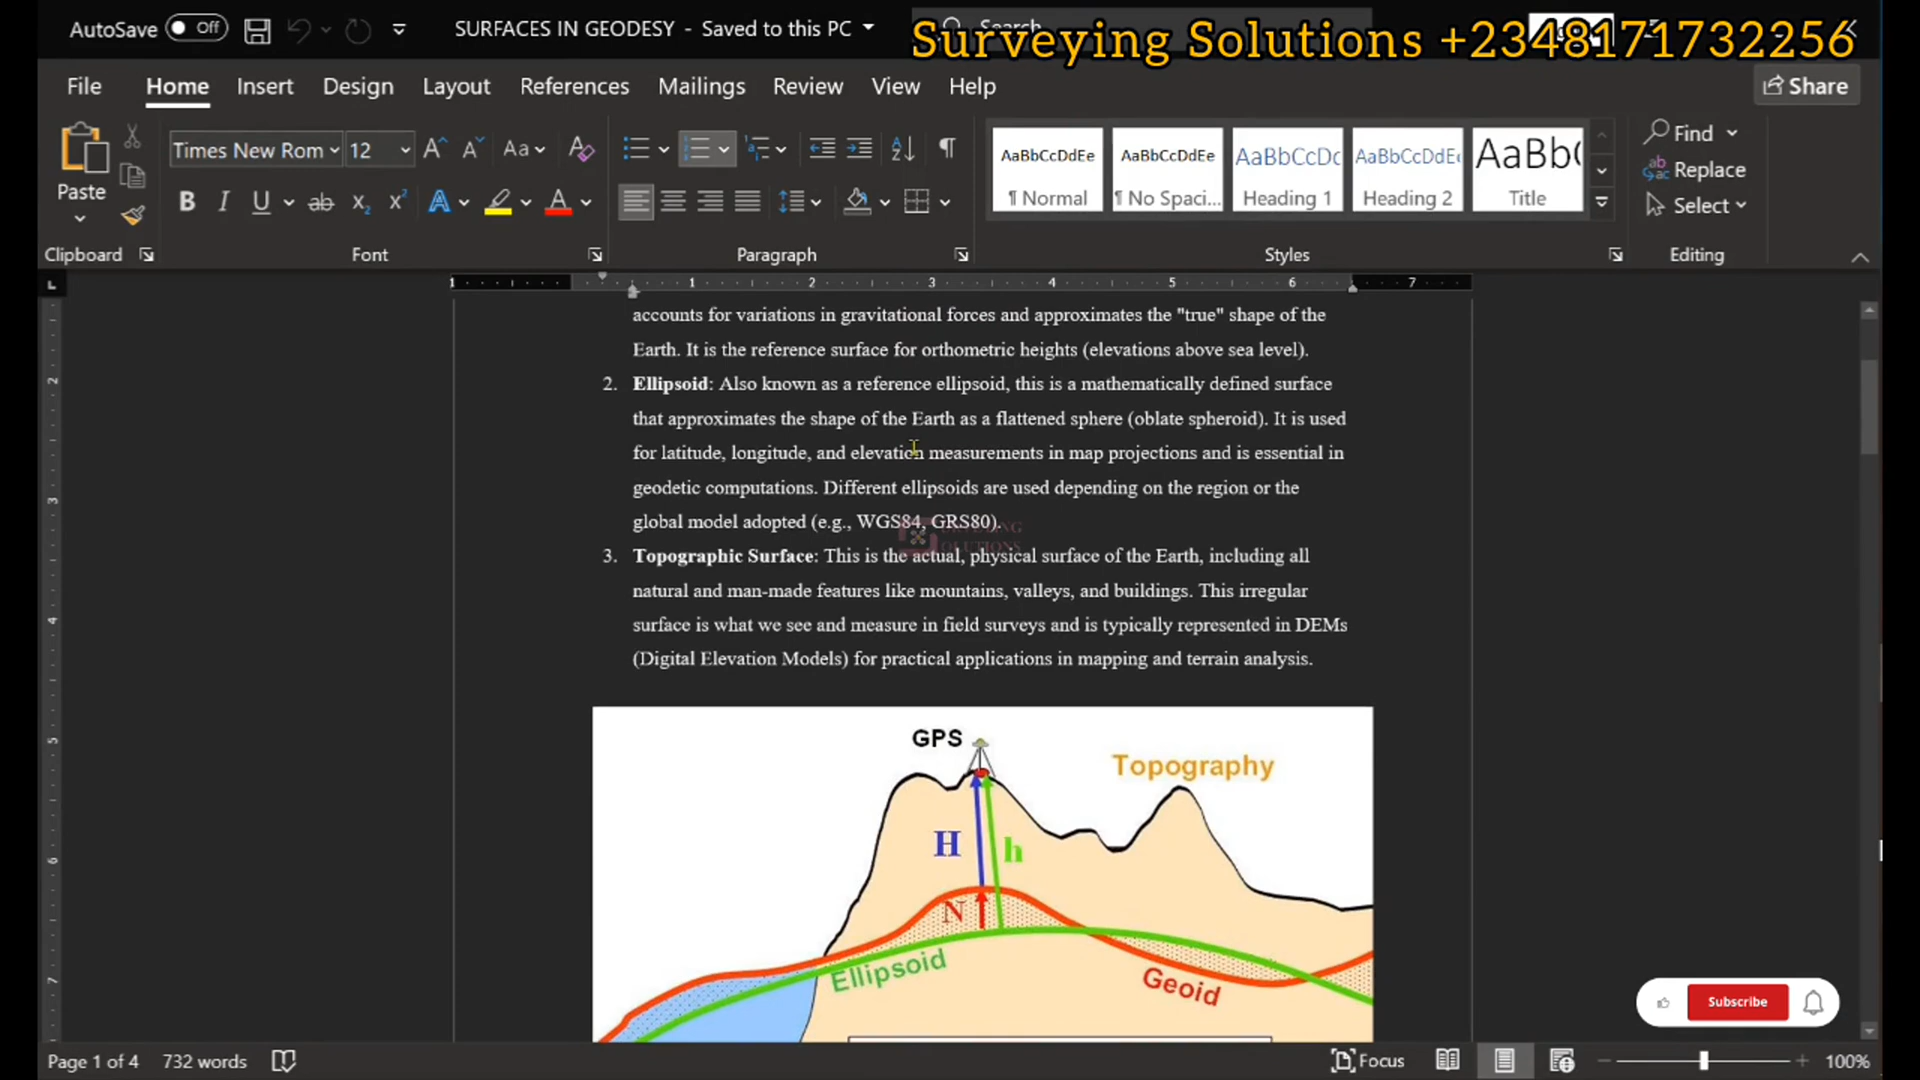 AutoSave Off SURFACES IN GEODESY - Saved to this PC Search
Surveying Solutions +2348171732256
File Home Insert Design Layout References Mailings Review View Help Share
Paste Times New Rom 12 Aa
AaBbCcDdEe AaBbCcDdEe AaBbCcDc AaBbCcDdE AaBb(
¶ Normal ¶ No Spaci... Heading 1 Heading 2 Title
Find
Replace
Select
Clipboard Font Paragraph Styles Editing
1 1 2 3 4 5 6 7
accounts for variations in gravitational forces and approximates the "true" shape of the
Earth. It is the reference surface for orthometric heights (elevations above sea level).
2. Ellipsoid: Also known as a reference ellipsoid, this is a mathematically defined surface
that approximates the shape of the Earth as a flattened sphere (oblate spheroid). It is used
for latitude, longitude, and elevation measurements in map projections and is essential in
geodetic computations. Different ellipsoids are used depending on the region or the
global model adopted (e.g., WGS84, GRS80).
3. Topographic Surface: This is the actual, physical surface of the Earth, including all
natural and man-made features like mountains, valleys, and buildings. This irregular
surface is what we see and measure in field surveys and is typically represented in DEMs
(Digital Elevation Models) for practical applications in mapping and terrain analysis.
GPS
Topography
H h
N
Ellipsoid
Geoid
Subscribe
Page 1 of 4 732 words Focus 100%